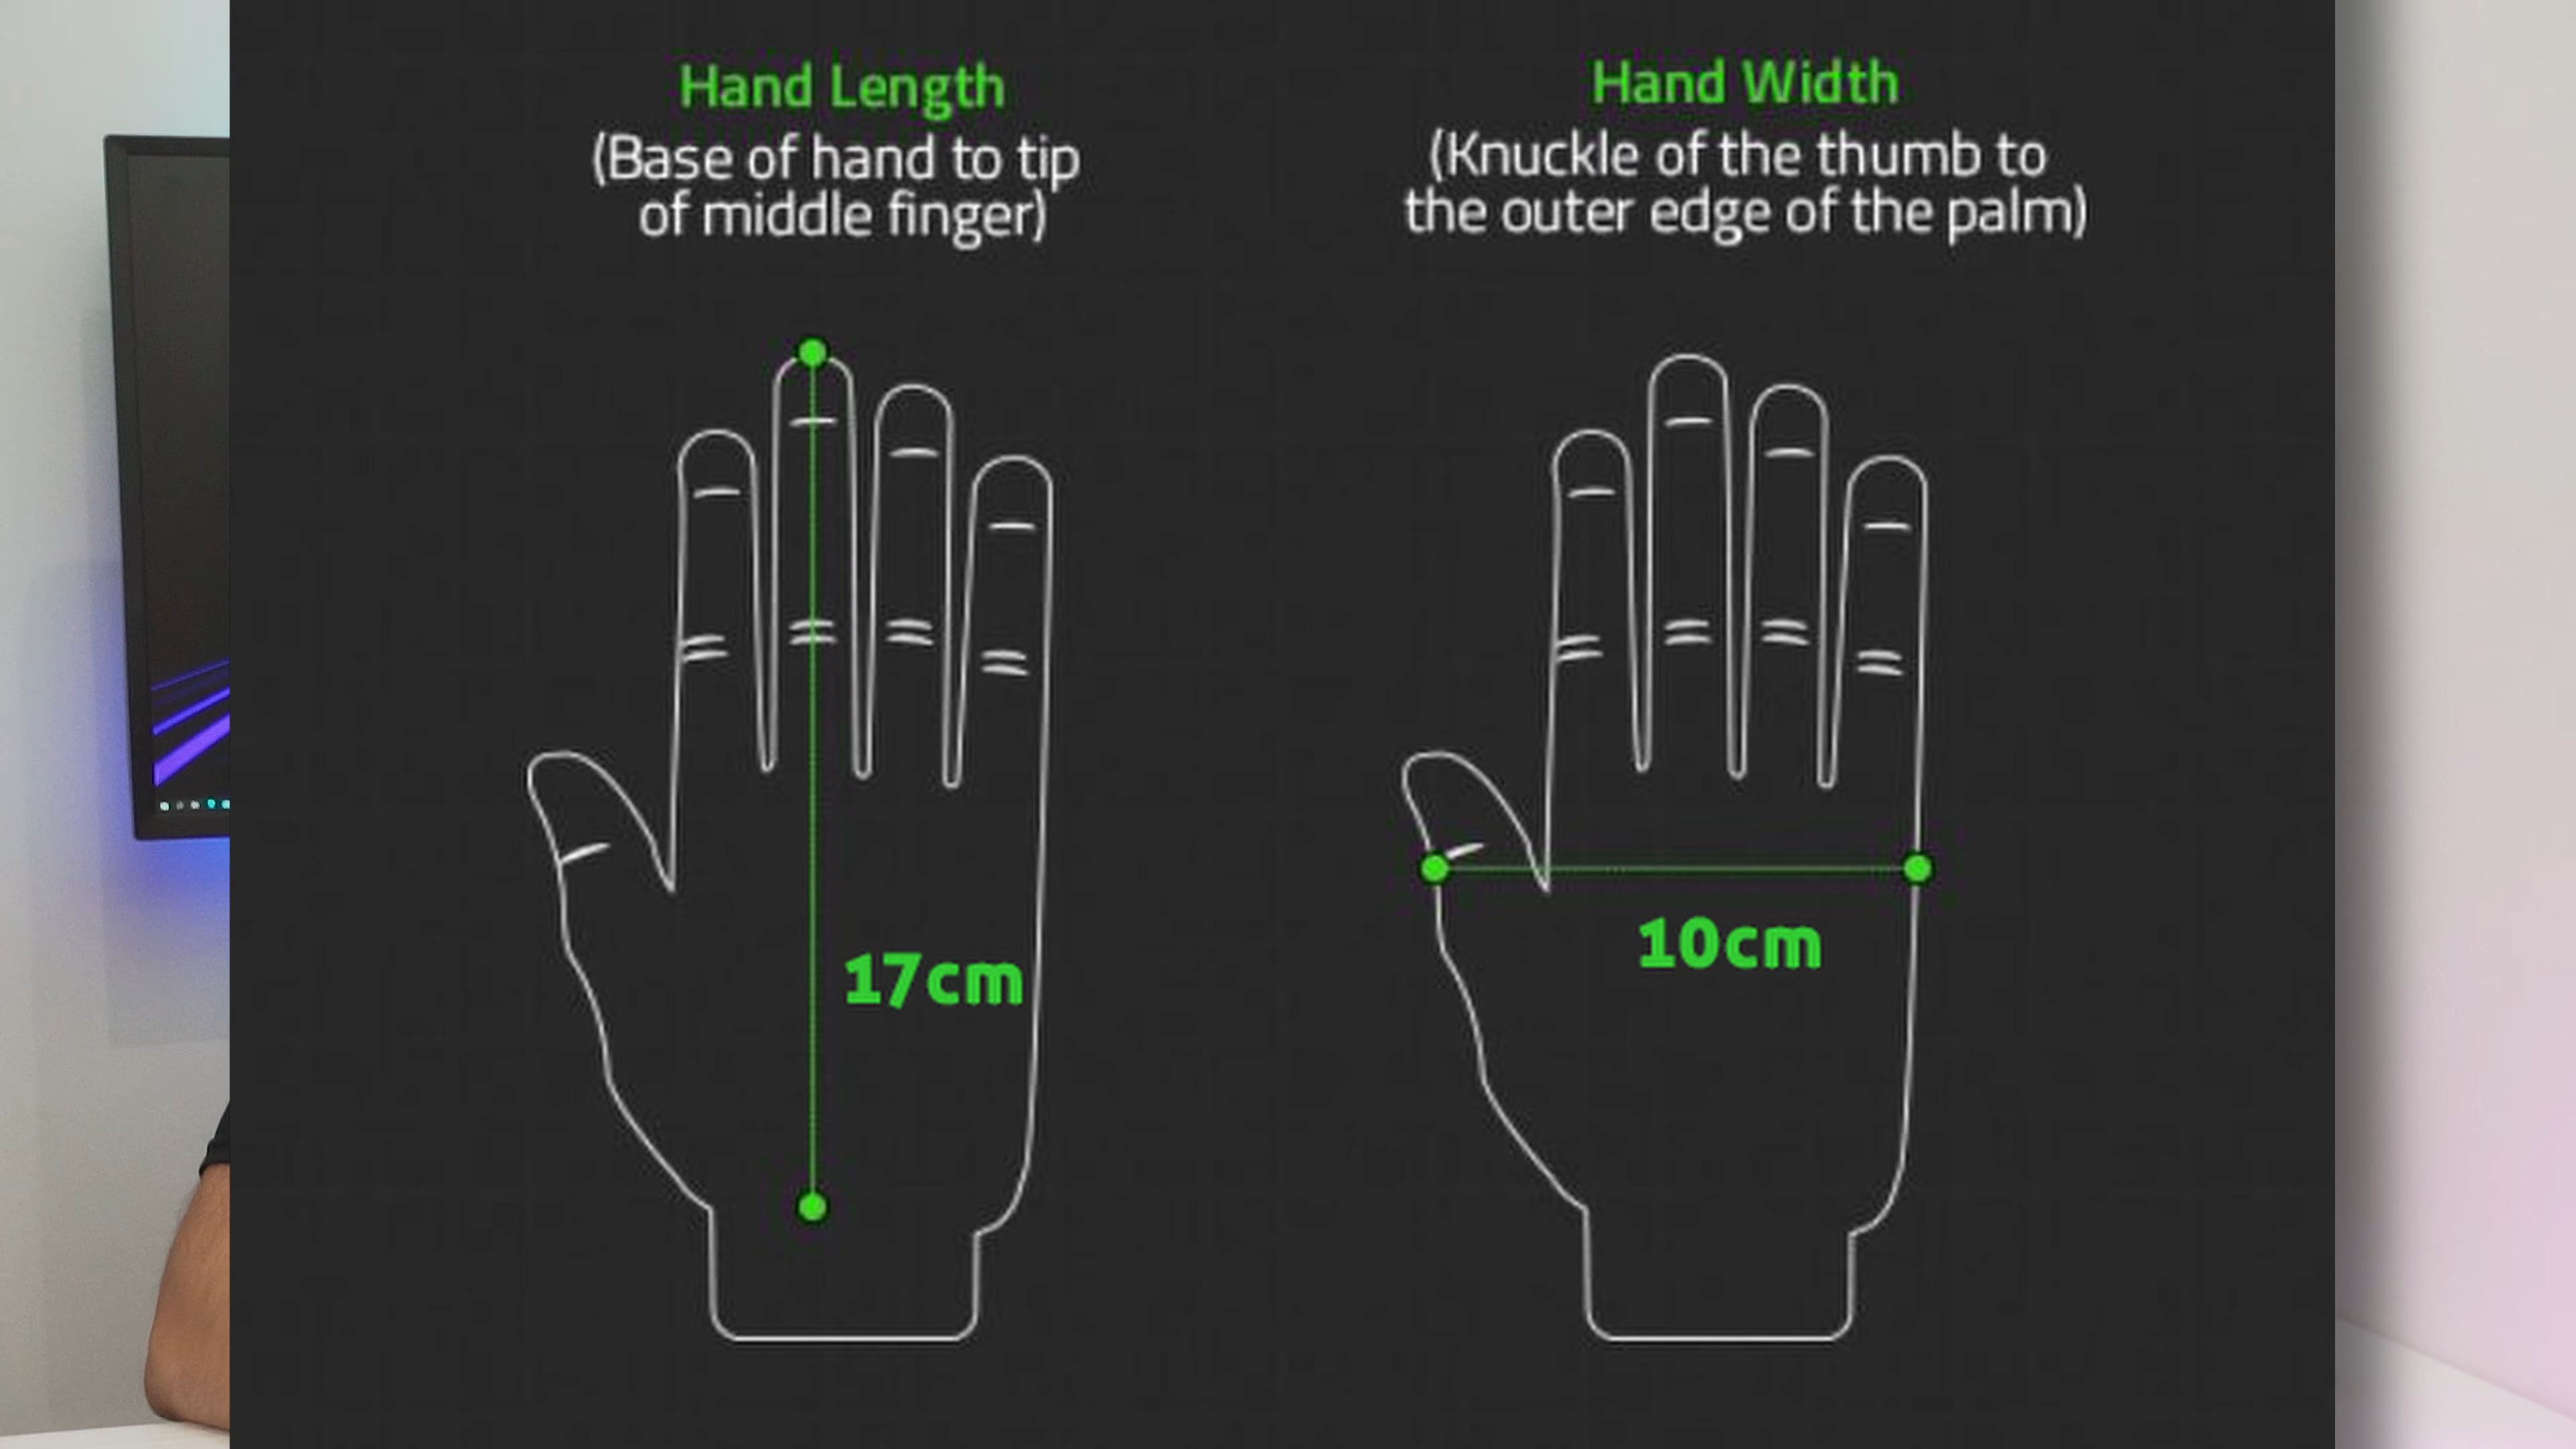 Hand Length
(Base of hand to tip
of middle finger)
17cm
Hand Width
(Knuckle of the thumb to
the outer edge of the palm)
10cm